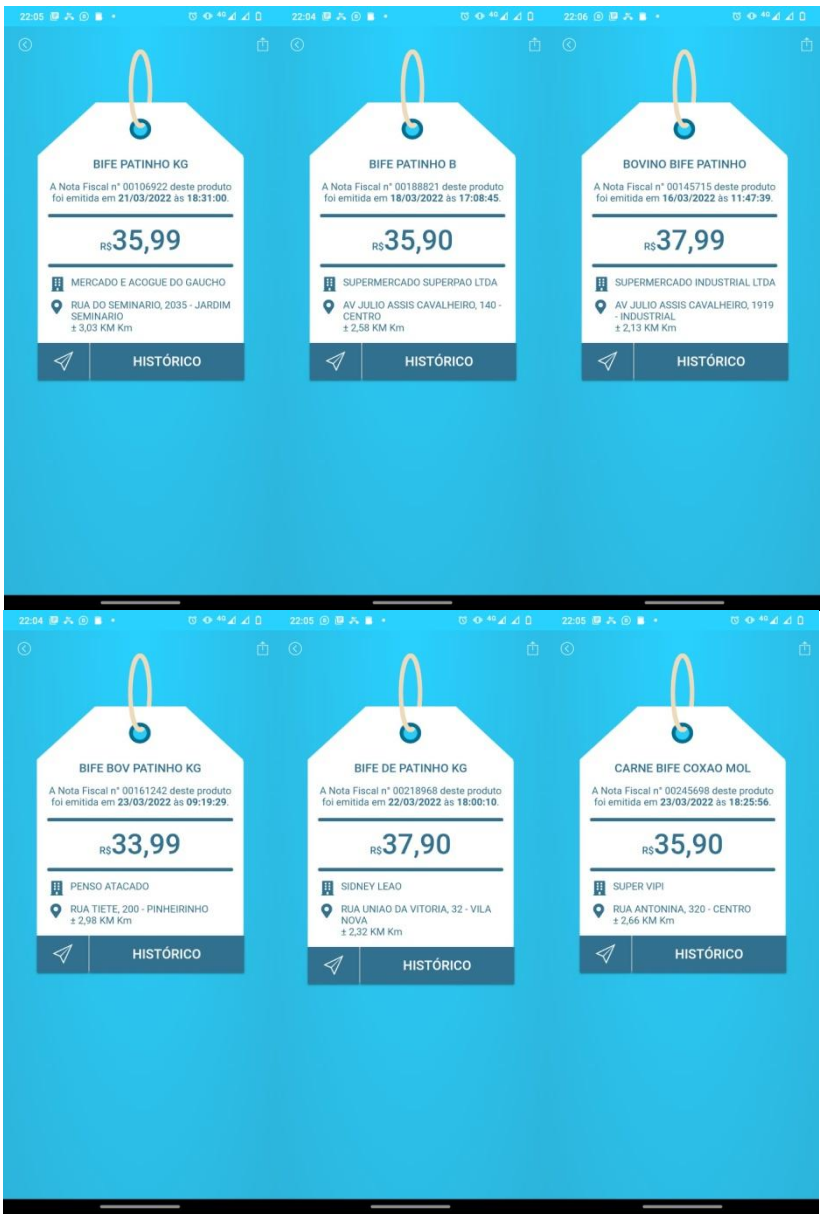 22:05
4G
BIFE PATINHO KG
A Nota Fiscal n° 00106922 deste produto
foi emitida em 21/03/2022 às 18:31:00.
R$35,99
MERCADO E ACOGUE DO GAUCHO
RUA DO SEMINARIO, 2035 - JARDIM
SEMINARIO
± 3,03 KM Km
HISTÓRICO
22:04
4G
BIFE PATINHO B
A Nota Fiscal n° 00188821 deste produto
foi emitida em 18/03/2022 às 17:08:45.
R$35,90
SUPERMERCADO SUPERPAO LTDA
AV JULIO ASSIS CAVALHEIRO, 140 -
CENTRO
± 2,58 KM Km
HISTÓRICO
22:06
4G
BOVINO BIFE PATINHO
A Nota Fiscal n° 00145715 deste produto
foi emitida em 16/03/2022 às 11:47:39.
R$37,99
SUPERMERCADO INDUSTRIAL LTDA
AV JULIO ASSIS CAVALHEIRO, 1919
- INDUSTRIAL
± 2,13 KM Km
HISTÓRICO
22:04
4G
BIFE BOV PATINHO KG
A Nota Fiscal n° 00161242 deste produto
foi emitida em 23/03/2022 às 09:19:29.
R$33,99
PENSO ATACADO
RUA TIETE, 200 - PINHEIRINHO
± 2,98 KM Km
HISTÓRICO
22:05
4G
BIFE DE PATINHO KG
A Nota Fiscal n° 00218968 deste produto
foi emitida em 22/03/2022 às 18:00:10.
R$37,90
SIDNEY LEAO
RUA UNIAO DA VITORIA, 32 - VILA
NOVA
± 2,32 KM Km
HISTÓRICO
22:05
4G
CARNE BIFE COXAO MOL
A Nota Fiscal n° 00245698 deste produto
foi emitida em 23/03/2022 às 18:25:56.
R$35,90
SUPER VIPI
RUA ANTONINA, 320 - CENTRO
± 2,66 KM Km
HISTÓRICO